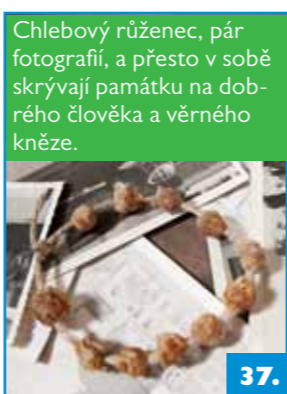 Chlebový růženec, pár
fotografií, a přesto v sobě
skrývají památku na dob-
rého člověka a věrného
kněze.
37.